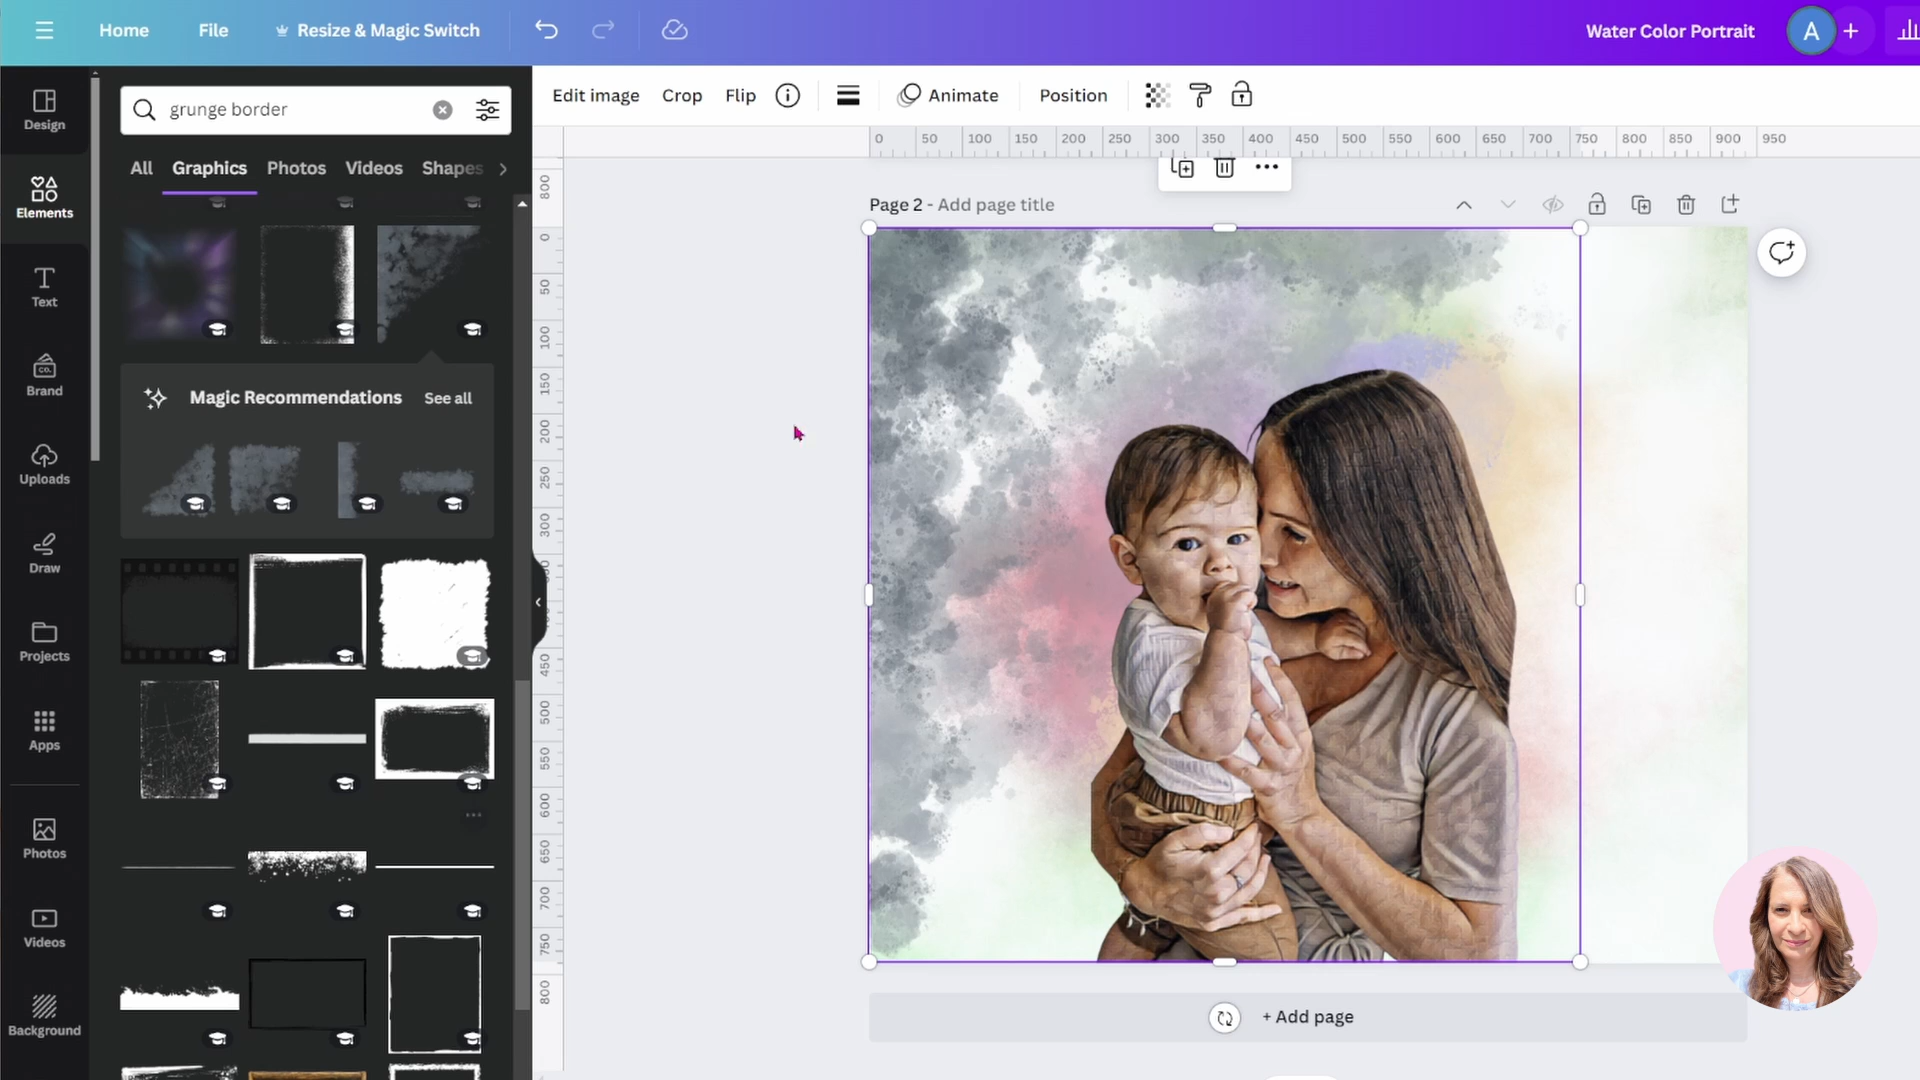 Home File Resize & Magic Switch Water Color Portrait A
Design
Elements
Text
Brand
CO.
Uploads
Draw
Projects
Apps
Photos
Videos
Background
grunge border
All Graphics Photos Videos Shapes
Magic Recommendations See all
Edit image Crop Flip Animate Position
0 50 100 150 200 250 300 350 400 450 500 550 600 650 700 750 800 850 900 950
800
0
50
100
150
200
250
300
450
500
550
600
650
700
750
800
Page 2 - Add page title
+ Add page